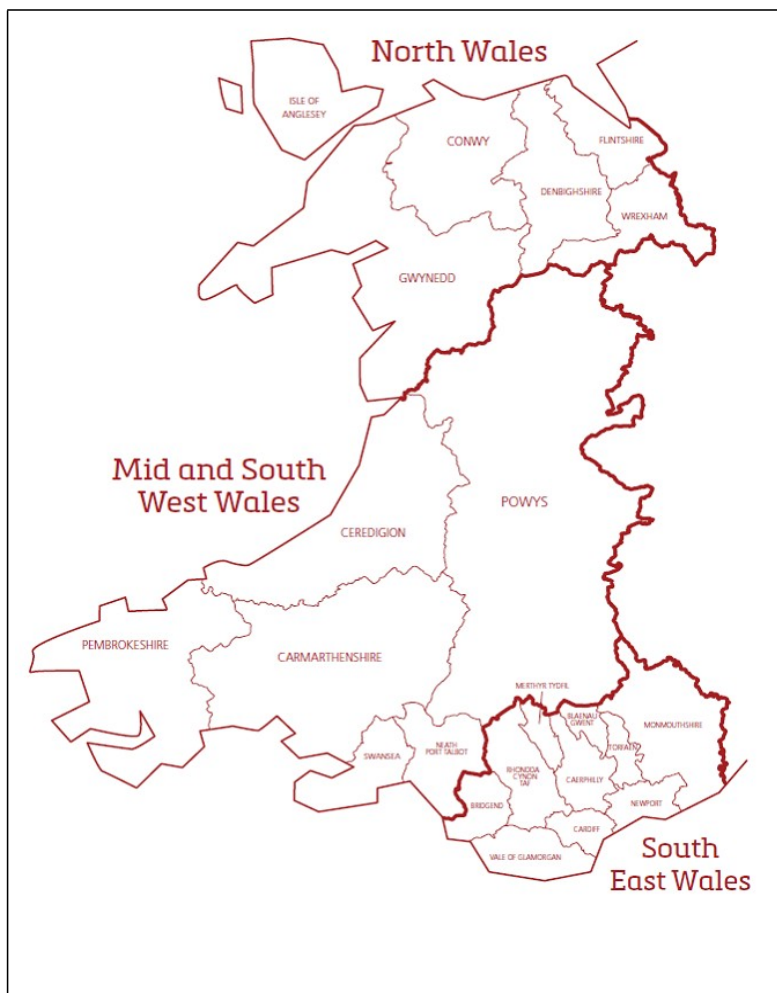 North Wales
ISLE OF
ANGLESEY
CONWY
FLINTSHIRE
DENBIGHSHIRE
WREXHAM
GWYNEDD
Mid and South
West Wales
POWYS
CEREDIGION
PEMBROKESHIRE
CARMARTHENSHIRE
MERTHYR TYDFIL
BLAENAU
GWENT
MONMOUTHSHIRE
TORFAEN
SWANSEA
NEATH
PORT TALBOT
RHONDDA
CYNON
TAF
CAERPHILLY
BRIDGEND
NEWPORT
CARDIFF
VALE OF GLAMORGAN
South
East Wales